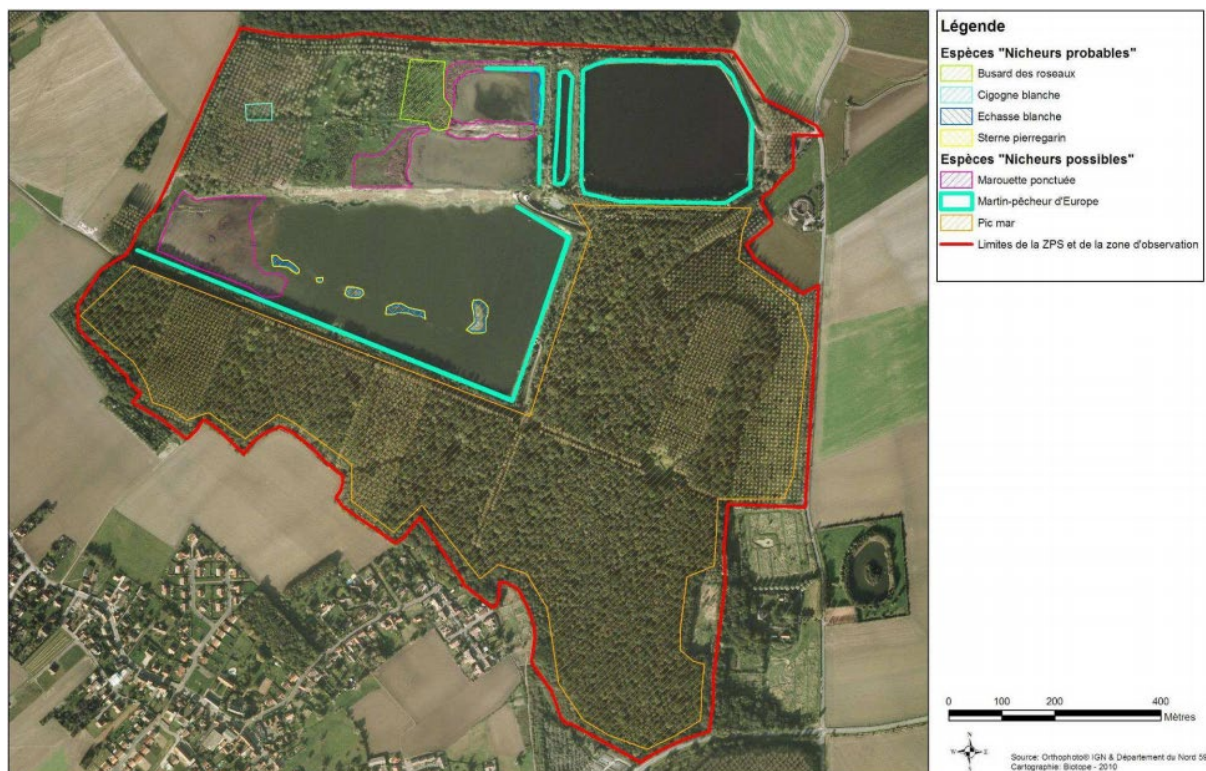 Légende
Espèces "Nicheurs probables"
Busard des roseaux
Cigogne blanche
Echasse blanche
Sterne pierregarin
Espèces "Nicheurs possibles"
Marouette ponctuée
Martin-pêcheur d'Europe
Pic mar
Limites de la ZPS et de la zone d'observation
0 100 200 400
Mètres
N
W E
S
Source: Orthophoto® IGN & Département du Nord 59
Cartographie: Biotope - 2010